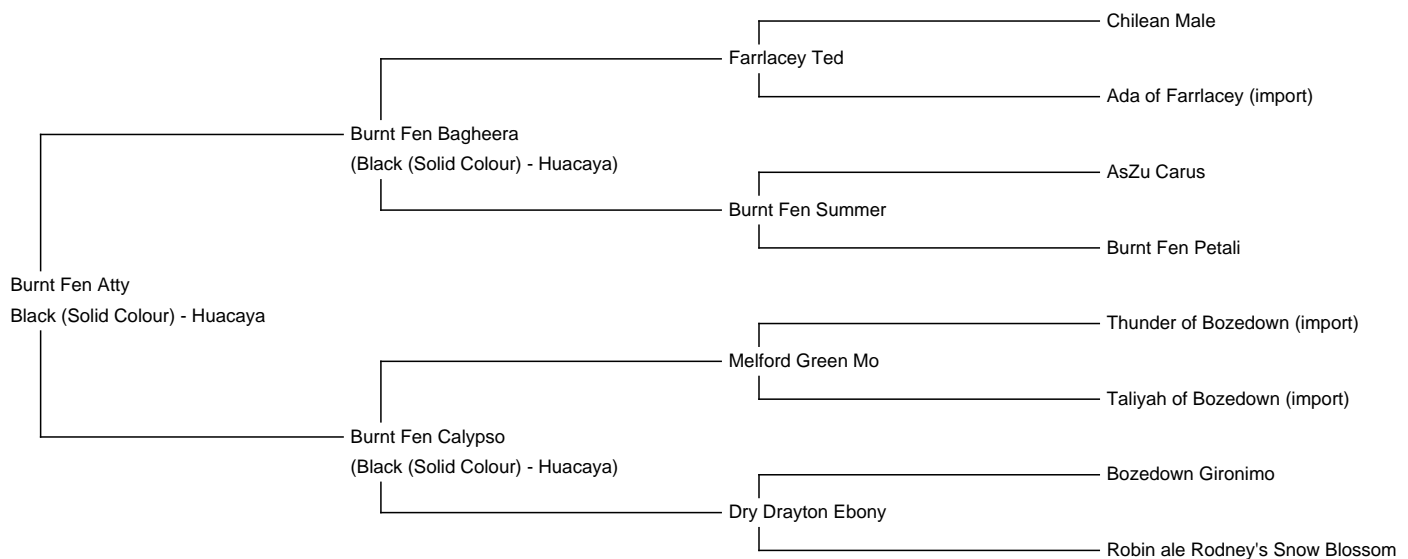 Chilean Male
Farrlacey Ted
Ada of Farrlacey (import)
Burnt Fen Bagheera
(Black (Solid Colour) - Huacaya)
AsZu Carus
Burnt Fen Summer
Burnt Fen Petali
Burnt Fen Atty
Black (Solid Colour) - Huacaya
Thunder of Bozedown (import)
Melford Green Mo
Taliyah of Bozedown (import)
Burnt Fen Calypso
(Black (Solid Colour) - Huacaya)
Bozedown Gironimo
Dry Drayton Ebony
Robin ale Rodney's Snow Blossom